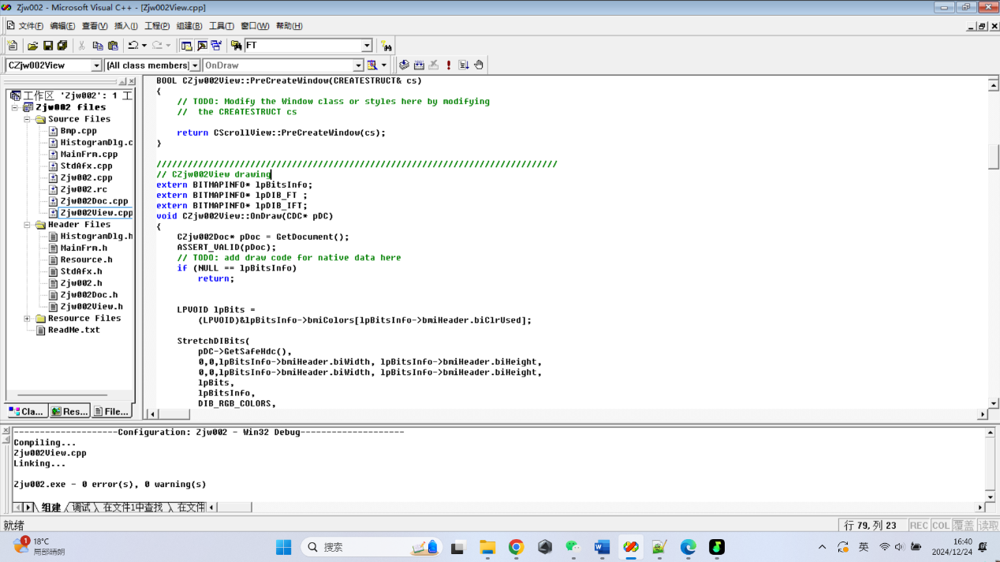 Zjw002 - Microsoft Visual C++ - [Zjw002View.cpp]
文件(F) 编辑(E) 查看(V) 插入(I) 工程(P) 组建(B) 工具(T) 窗口(W) 帮助(H)
FT
CZjw002View [All class members] OnDraw
工作区 'Zjw002': 1 工
Zjw002 files
Source Files
Bmp.cpp
HistogramDlg.c
MainFrm.cpp
StdAfx.cpp
Zjw002.cpp
Zjw002.rc
Zjw002Doc.cpp
Zjw002View.cpp
Header Files
HistogramDlg.h
MainFrm.h
Resource.h
StdAfx.h
Zjw002.h
Zjw002Doc.h
Zjw002View.h
Resource Files
ReadMe.txt
Cla... Res... File...
BOOL CZjw002View::PreCreateWindow(CREATESTRUCT& cs)
{
// TODO: Modify the Window class or styles here by modifying
//  the CREATESTRUCT cs
return CScrollView::PreCreateWindow(cs);
}
/////////////////////////////////////////////////////////////////////////////
// CZjw002View drawing
extern BITMAPINFO* lpBitsInfo;
extern BITMAPINFO* lpDIB_FT ;
extern BITMAPINFO* lpDIB_IFT;
void CZjw002View::OnDraw(CDC* pDC)
{
CZjw002Doc* pDoc = GetDocument();
ASSERT_VALID(pDoc);
// TODO: add draw code for native data here
if (NULL == lpBitsInfo)
return;
LPVOID lpBits =
(LPVOID)&lpBitsInfo->bmiColors[lpBitsInfo->bmiHeader.biClrUsed];
StretchDIBits(
pDC->GetSafeHdc(),
0,0,lpBitsInfo->bmiHeader.biWidth, lpBitsInfo->bmiHeader.biHeight,
0,0,lpBitsInfo->bmiHeader.biWidth, lpBitsInfo->bmiHeader.biHeight,
lpBits,
lpBitsInfo,
DIB_RGB_COLORS,
--------------------Configuration: Zjw002 - Win32 Debug--------------------
Compiling...
Zjw002View.cpp
Linking...
Zjw002.exe - 0 error(s), 0 warning(s)
组建 调试 在文件1中查找 在文件
就绪
行 79, 列 23 REC COL 覆盖 读取
1
18°C
局部晴朗
搜索
英
16:40
2024/12/24